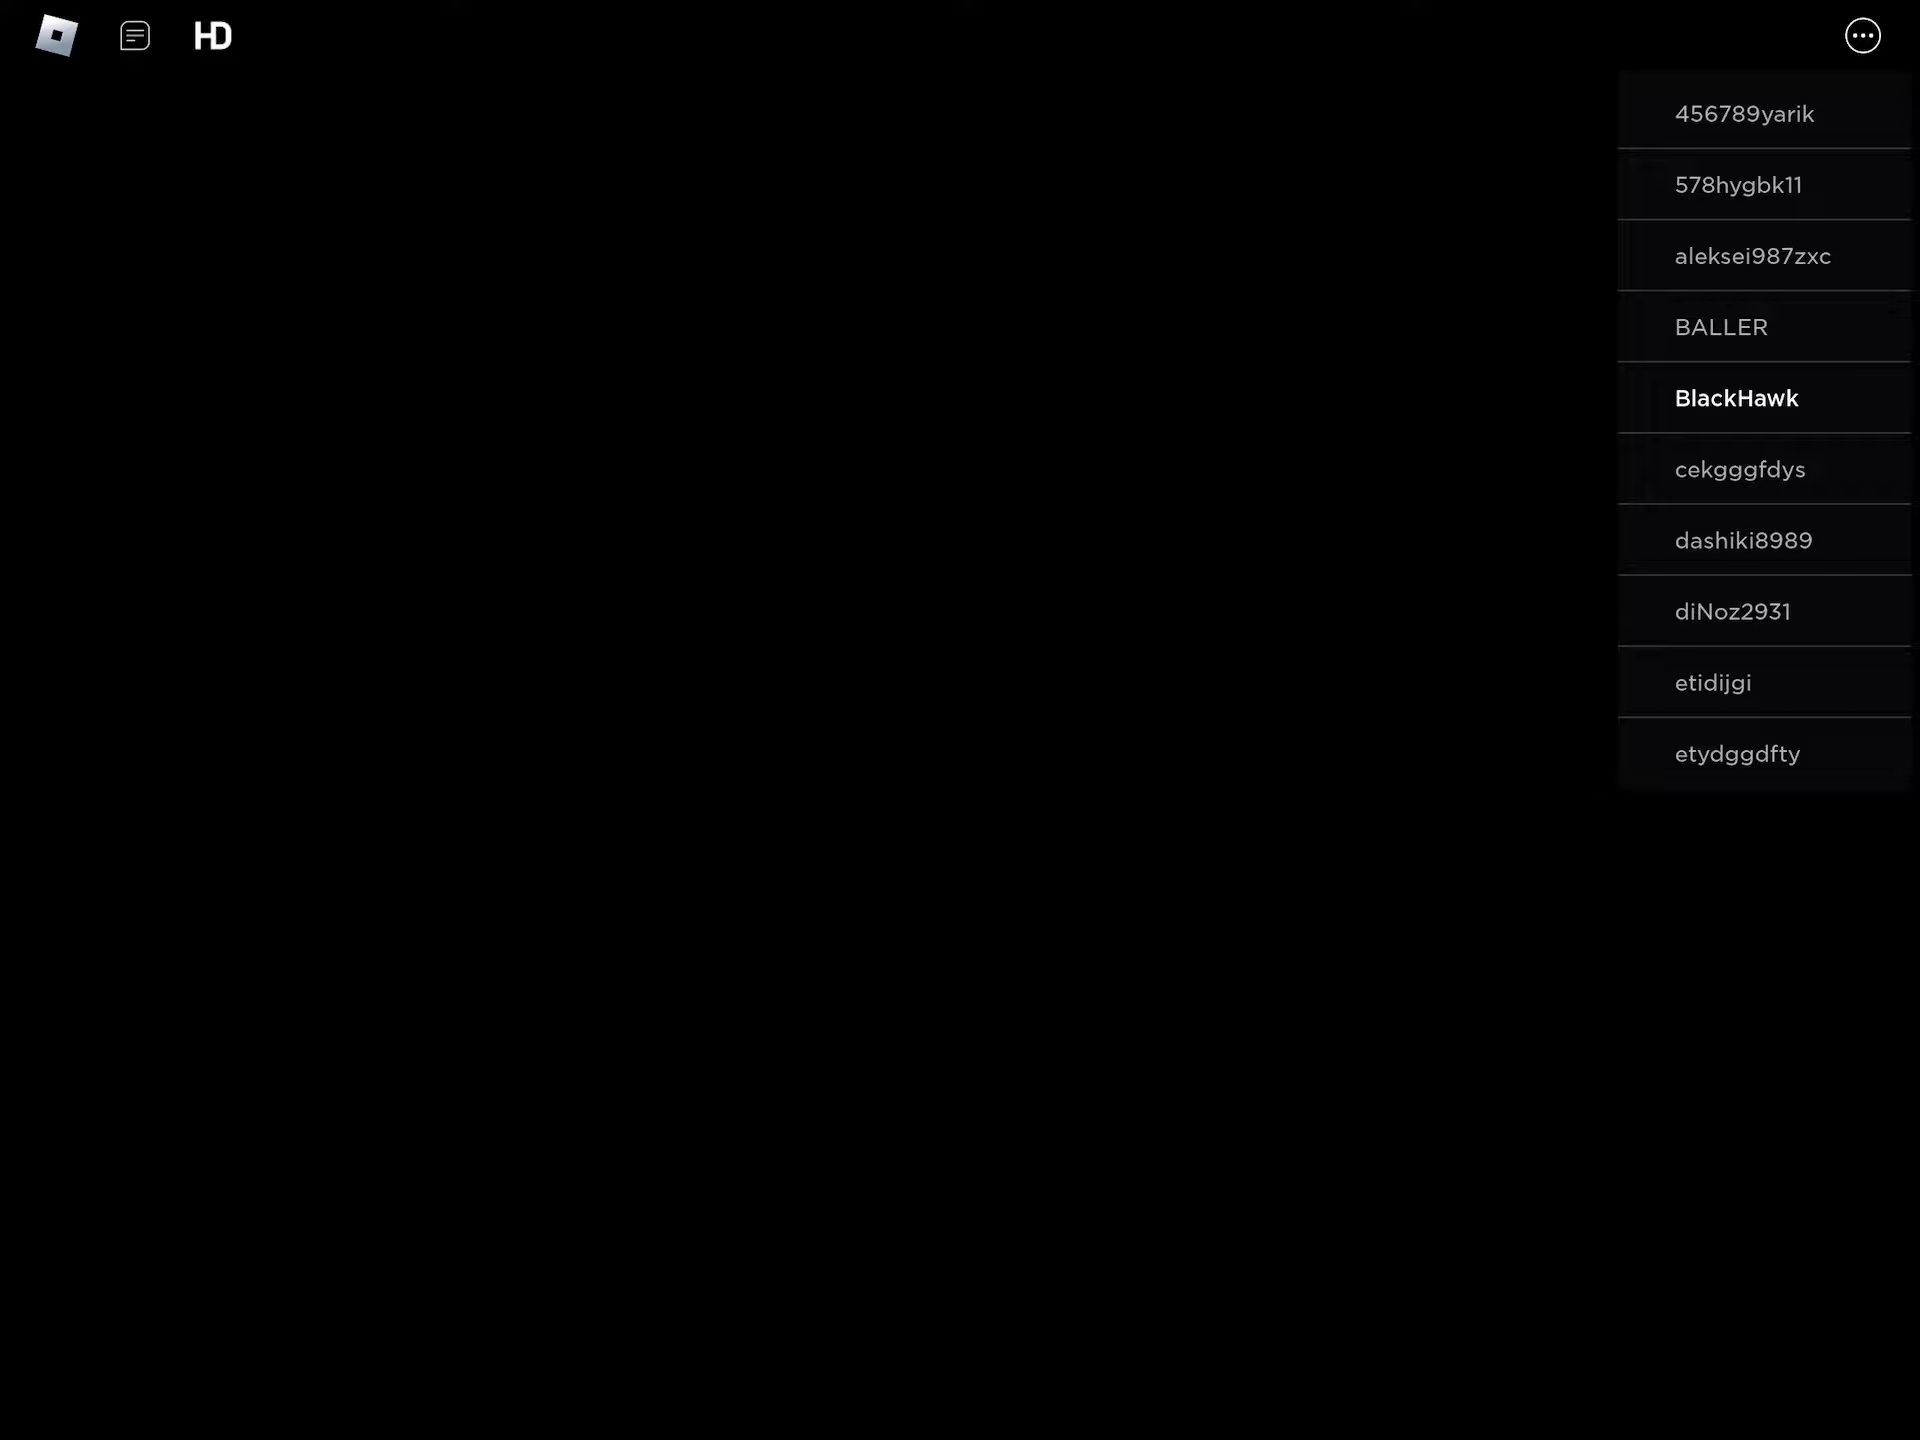 HD
456789yarik
578hygbk11
aleksei987zxc
BALLER
BlackHawk
cekgggfdys
dashiki8989
diNoz2931
etidijgi
etydggdfty